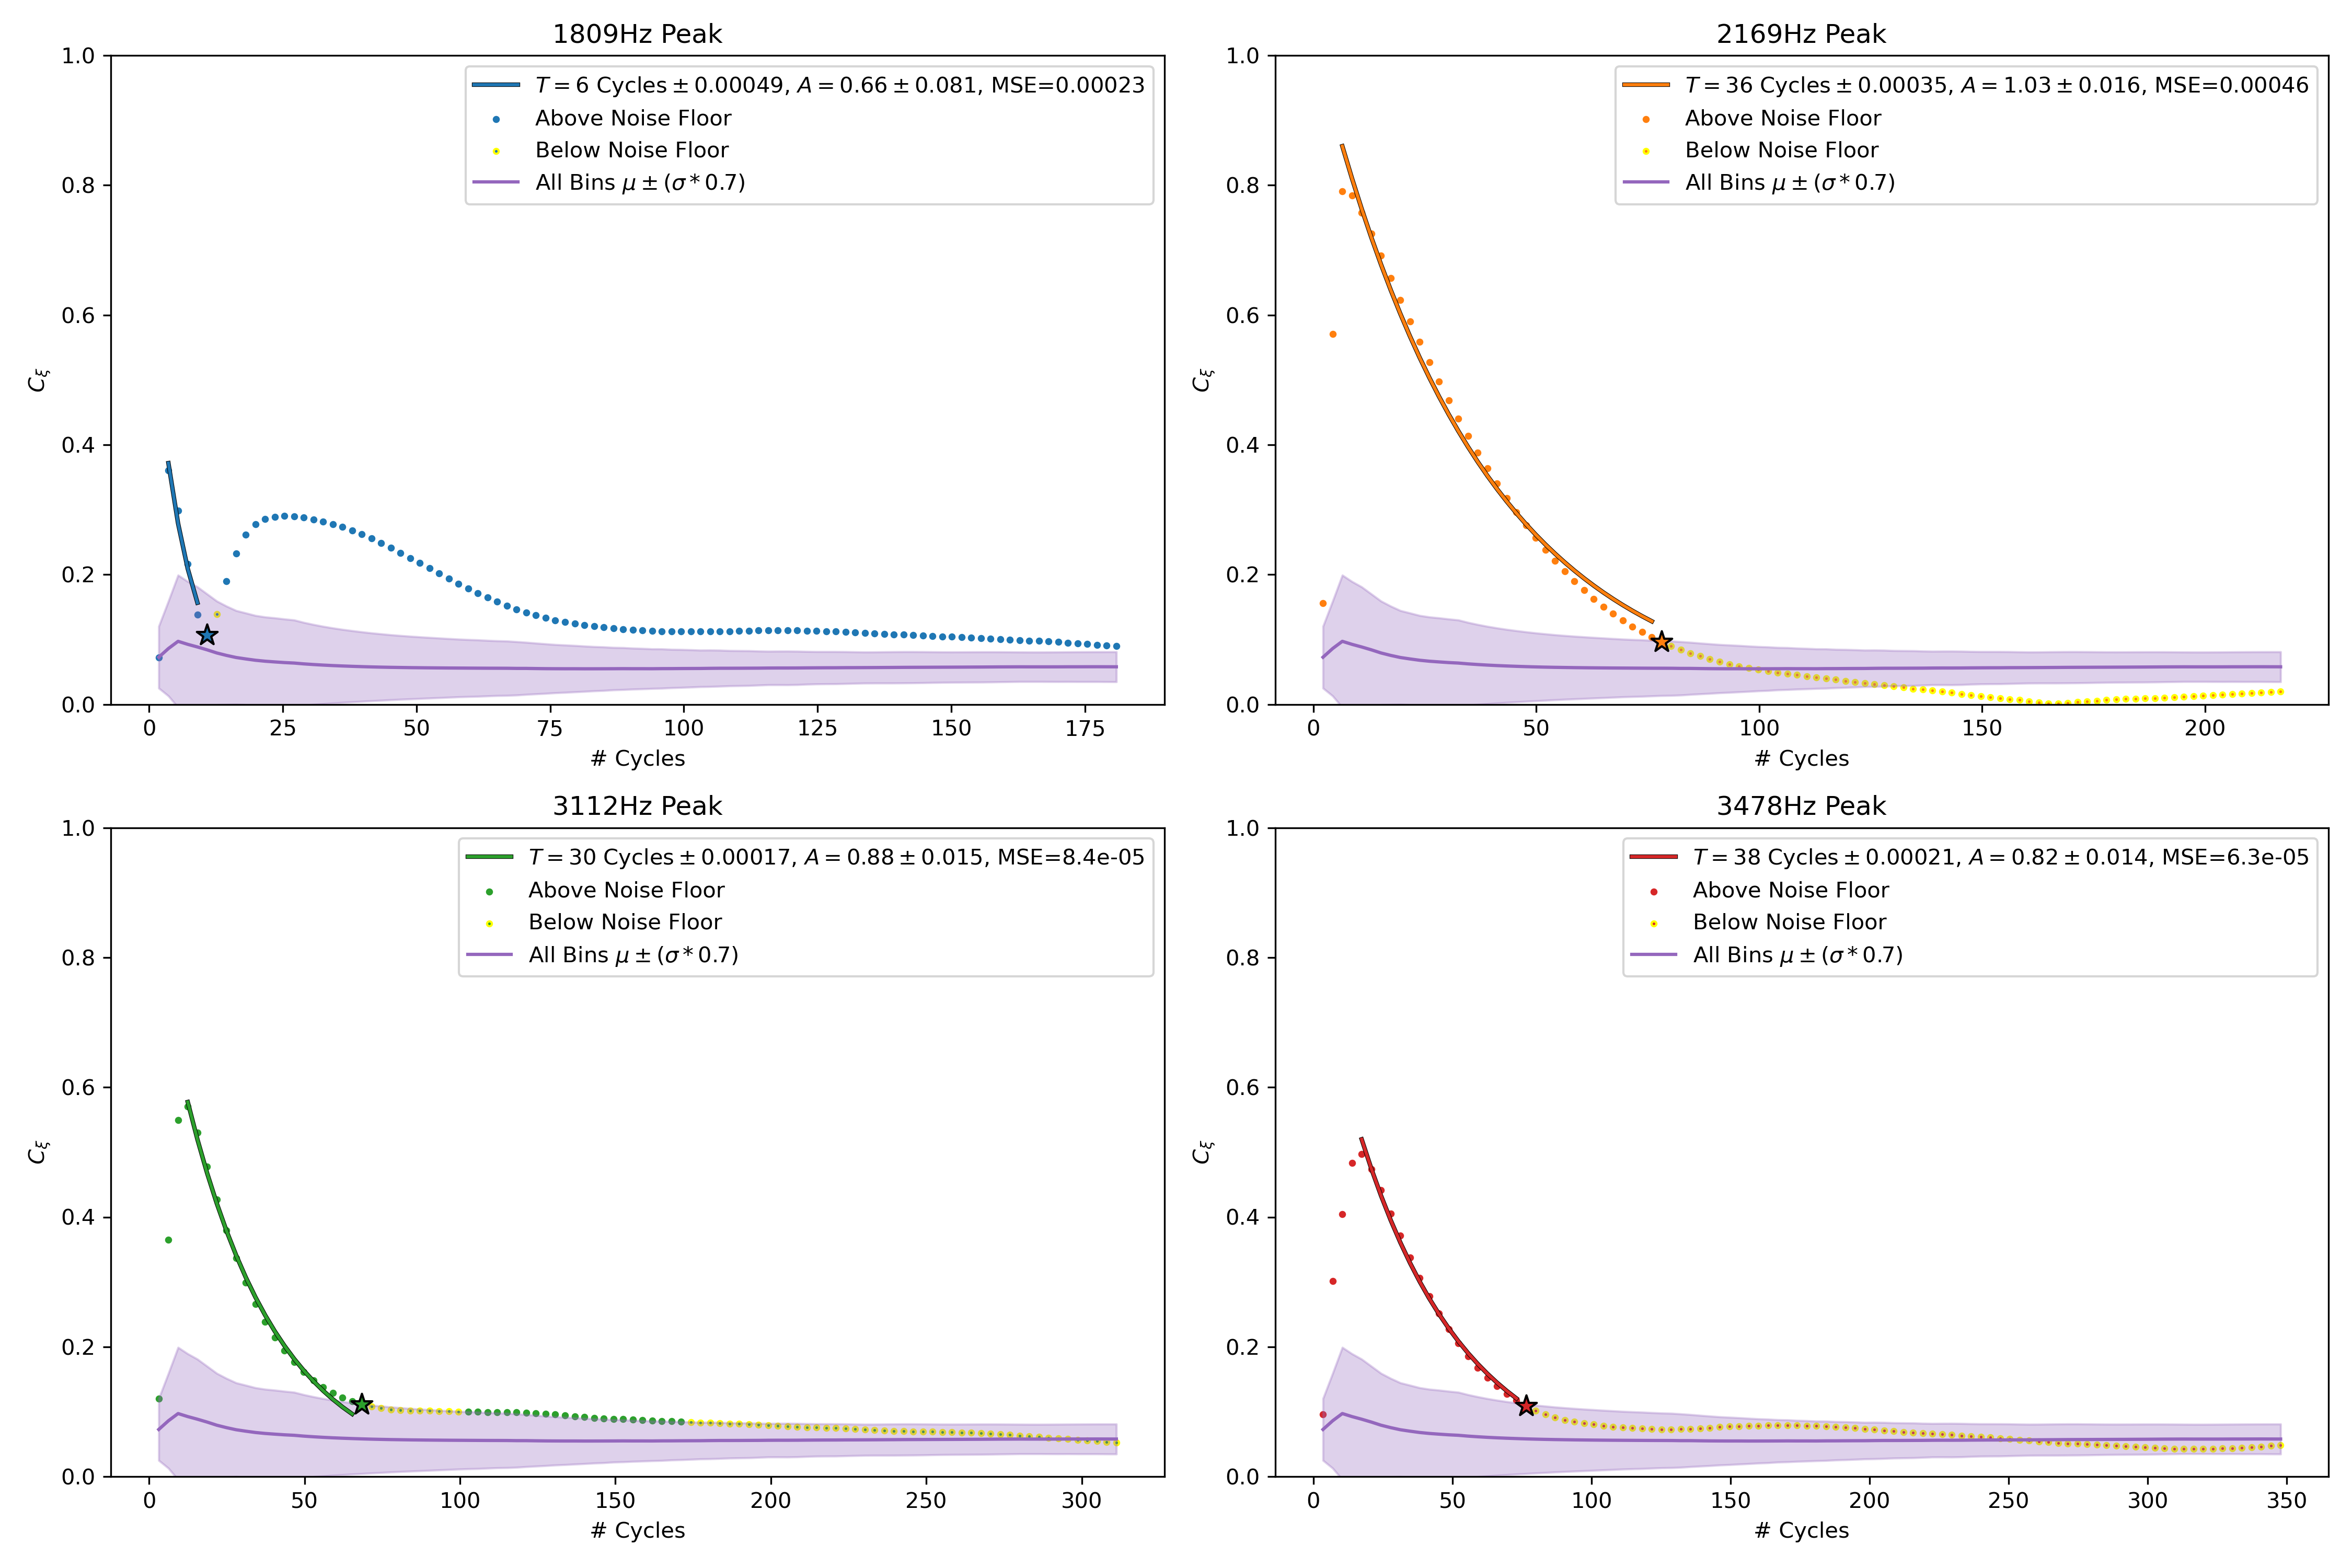 1809Hz Peak
1.0
0.8
0.6
0.4
0.2
0.0
C_ξ
T = 6 Cycles ± 0.00049, A = 0.66 ± 0.081, MSE=0.00023
Above Noise Floor
Below Noise Floor
All Bins μ ± (σ * 0.7)
0 25 50 75 100 125 150 175
# Cycles
2169Hz Peak
1.0
0.8
0.6
0.4
0.2
0.0
C_ξ
T = 36 Cycles ± 0.00035, A = 1.03 ± 0.016, MSE=0.00046
Above Noise Floor
Below Noise Floor
All Bins μ ± (σ * 0.7)
0 50 100 150 200
# Cycles
3112Hz Peak
1.0
0.8
0.6
0.4
0.2
0.0
C_ξ
T = 30 Cycles ± 0.00017, A = 0.88 ± 0.015, MSE=8.4e-05
Above Noise Floor
Below Noise Floor
All Bins μ ± (σ * 0.7)
0 50 100 150 200 250 300
# Cycles
3478Hz Peak
1.0
0.8
0.6
0.4
0.2
0.0
C_ξ
T = 38 Cycles ± 0.00021, A = 0.82 ± 0.014, MSE=6.3e-05
Above Noise Floor
Below Noise Floor
All Bins μ ± (σ * 0.7)
0 50 100 150 200 250 300 350
# Cycles